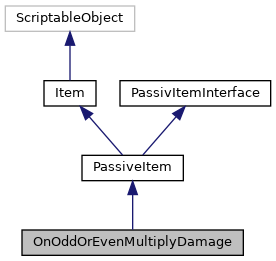 ScriptableObject
Item
PassivItemInterface
PassiveItem
OnOddOrEvenMultiplyDamage